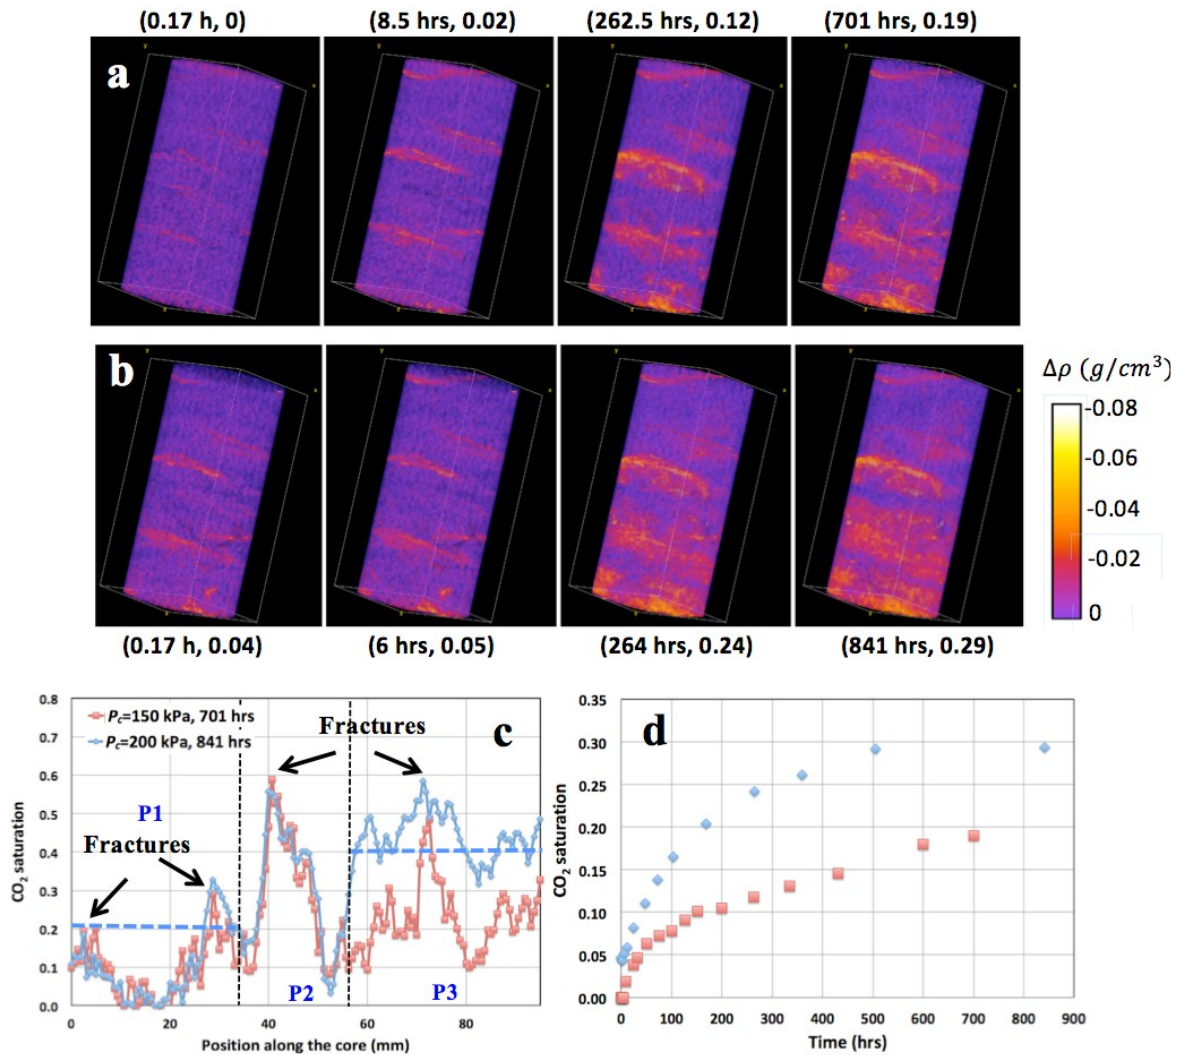 (0.17 h, 0) (8.5 hrs, 0.02) (262.5 hrs, 0.12) (701 hrs, 0.19)
a
y x z y x z y x z y x z
b
y x z y x z y x z y x z
Δρ (g/cm³)
-0.08
-0.06
-0.04
-0.02
0
(0.17 h, 0.04) (6 hrs, 0.05) (264 hrs, 0.24) (841 hrs, 0.29)
c
CO₂ saturation
0.8
0.7
0.6
0.5
0.4
0.3
0.2
0.1
0
Pc=150 kPa, 701 hrs
Pc=200 kPa, 841 hrs
Fractures
P1
Fractures
P2
P3
0 20 40 60 80
Position along the core (mm)
d
CO₂ saturation
0.35
0.30
0.25
0.20
0.15
0.10
0.05
0.00
0 100 200 300 400 500 600 700 800 900
Time (hrs)